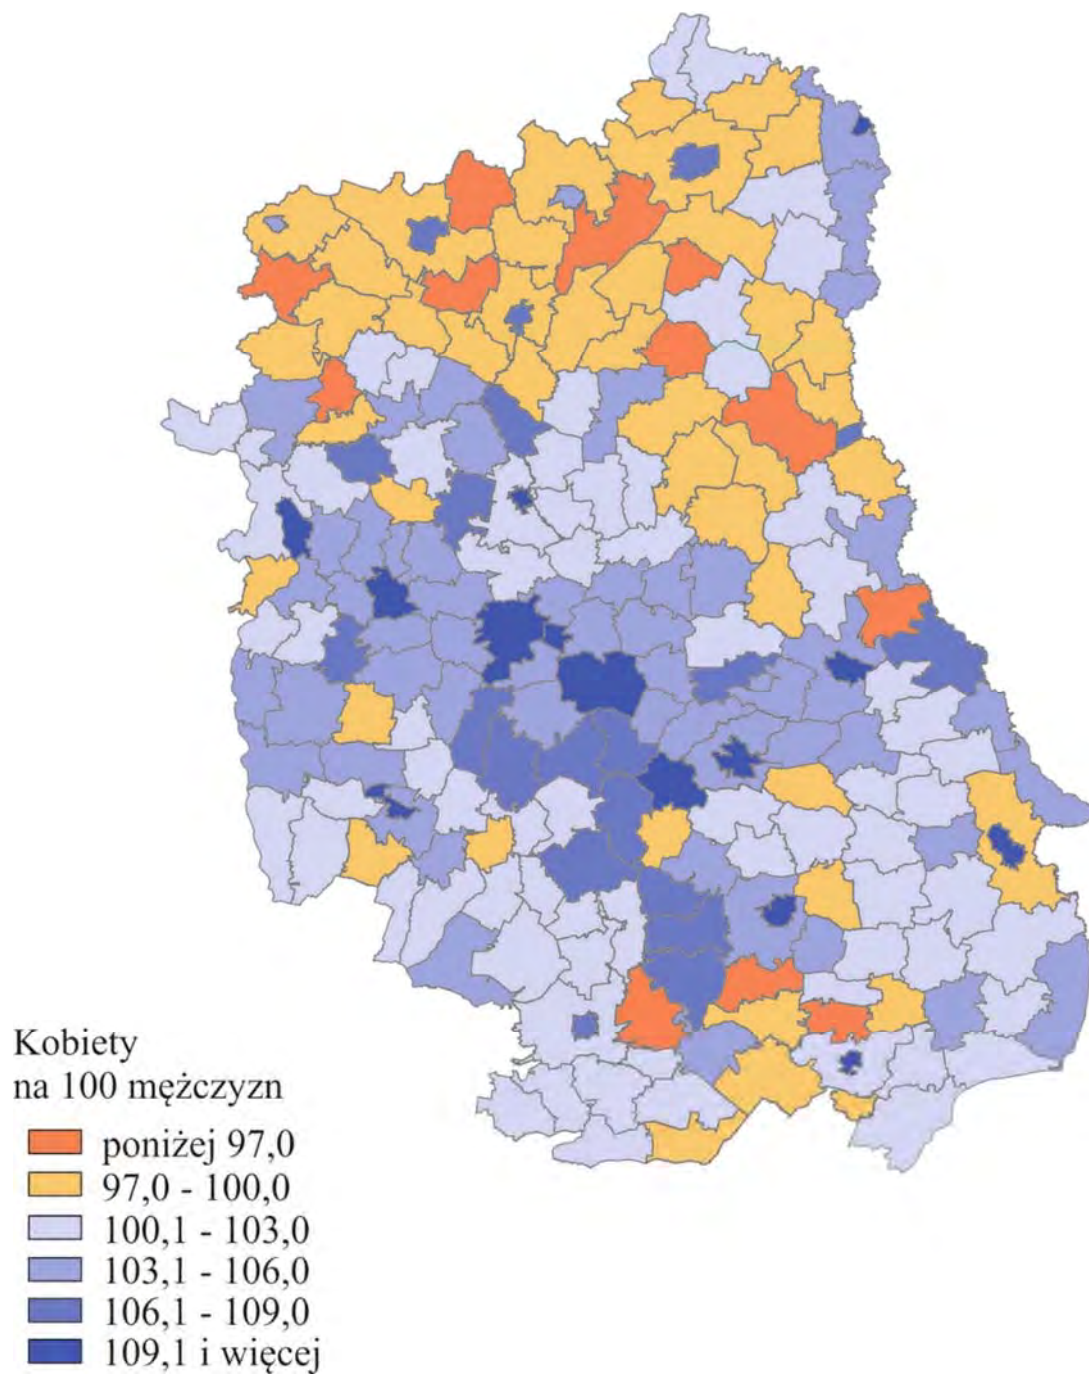 Kobiety
na 100 mężczyzn
poniżej 97,0
97,0 - 100,0
100,1 - 103,0
103,1 - 106,0
106,1 - 109,0
109,1 i więcej